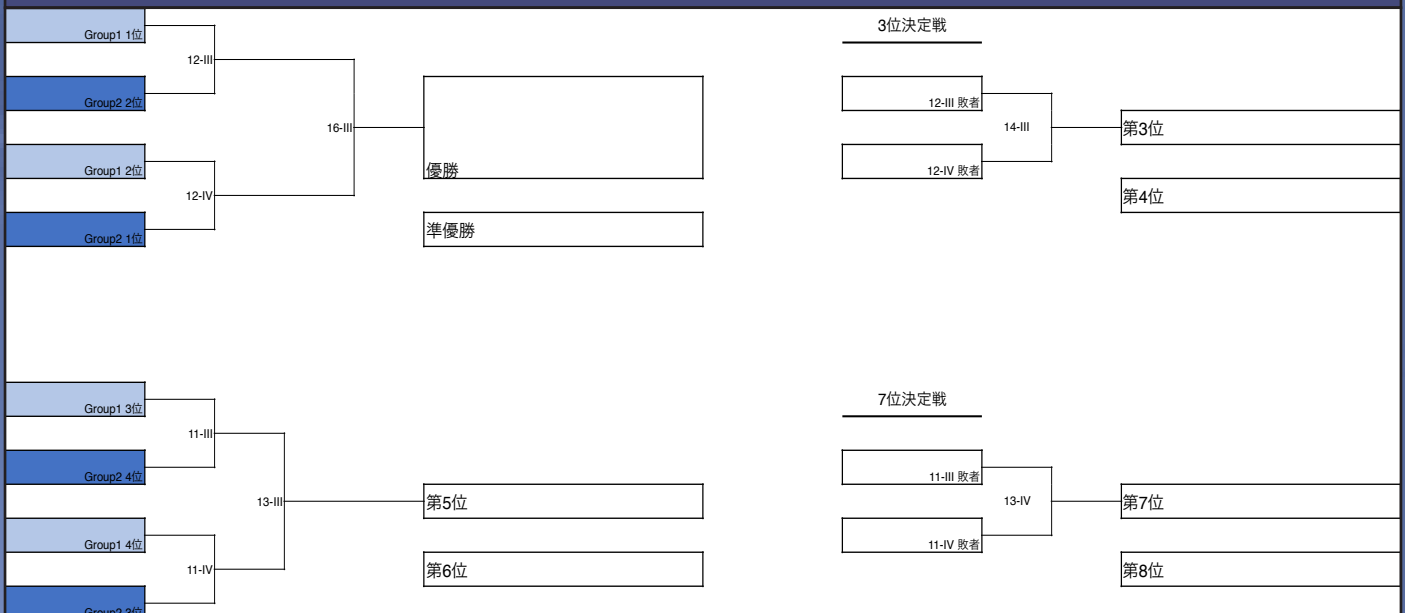 Group1 1位
12-III
Group2 2位
16-III
優勝
Group1 2位
12-IV
Group2 1位
準優勝
3位決定戦
12-III 敗者
14-III
第3位
12-IV 敗者
第4位
Group1 3位
11-III
Group2 4位
13-III
第5位
Group1 4位
11-IV
第6位
Group2 3位
7位決定戦
11-III 敗者
13-IV
第7位
11-IV 敗者
第8位